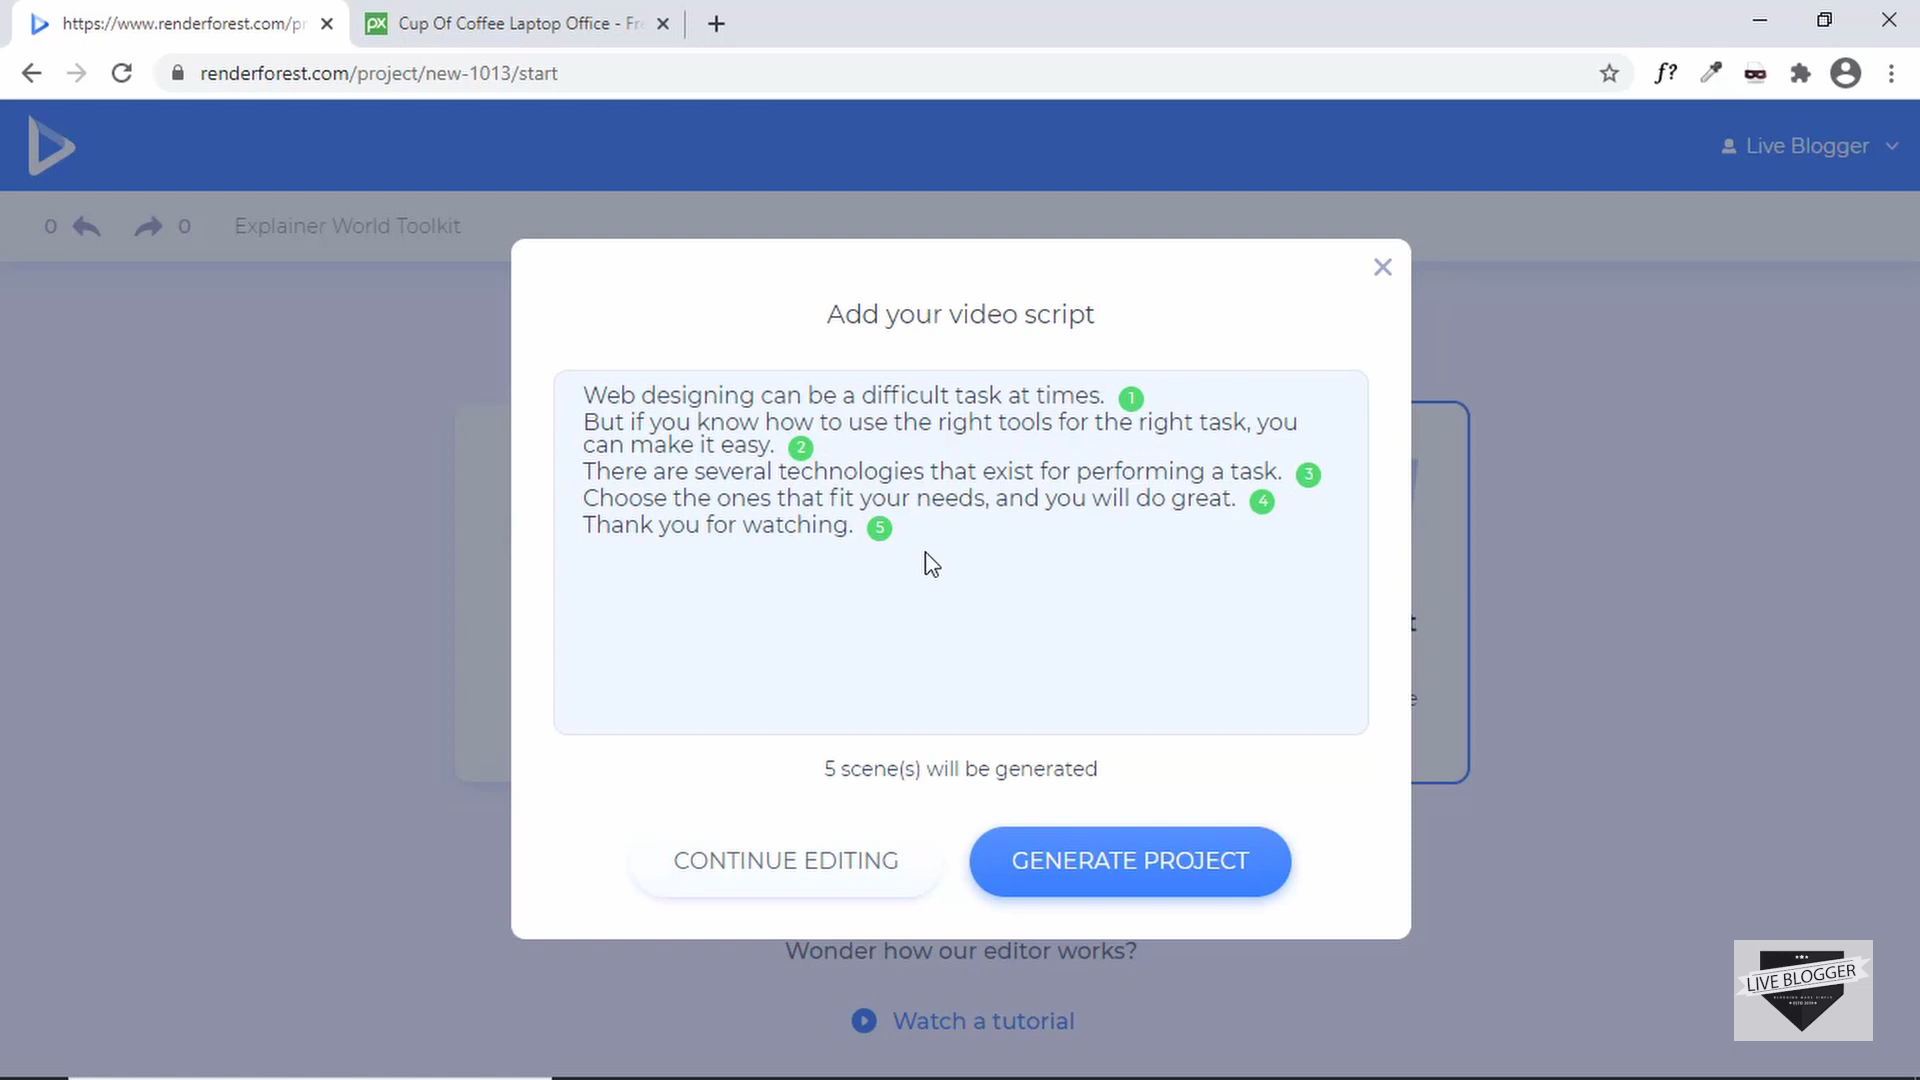 https://www.renderforest.com/pr
Cup Of Coffee Laptop Office - Fre
renderforest.com/project/new-1013/start
f?
Live Blogger
0
0
Explainer World Toolkit
Add your video script
Web designing can be a difficult task at times. 1
But if you know how to use the right tools for the right task, you
can make it easy. 2
There are several technologies that exist for performing a task. 3
Choose the ones that fit your needs, and you will do great. 4
Thank you for watching. 5
5 scene(s) will be generated
CONTINUE EDITING
GENERATE PROJECT
Wonder how our editor works?
Watch a tutorial
LIVE BLOGGER